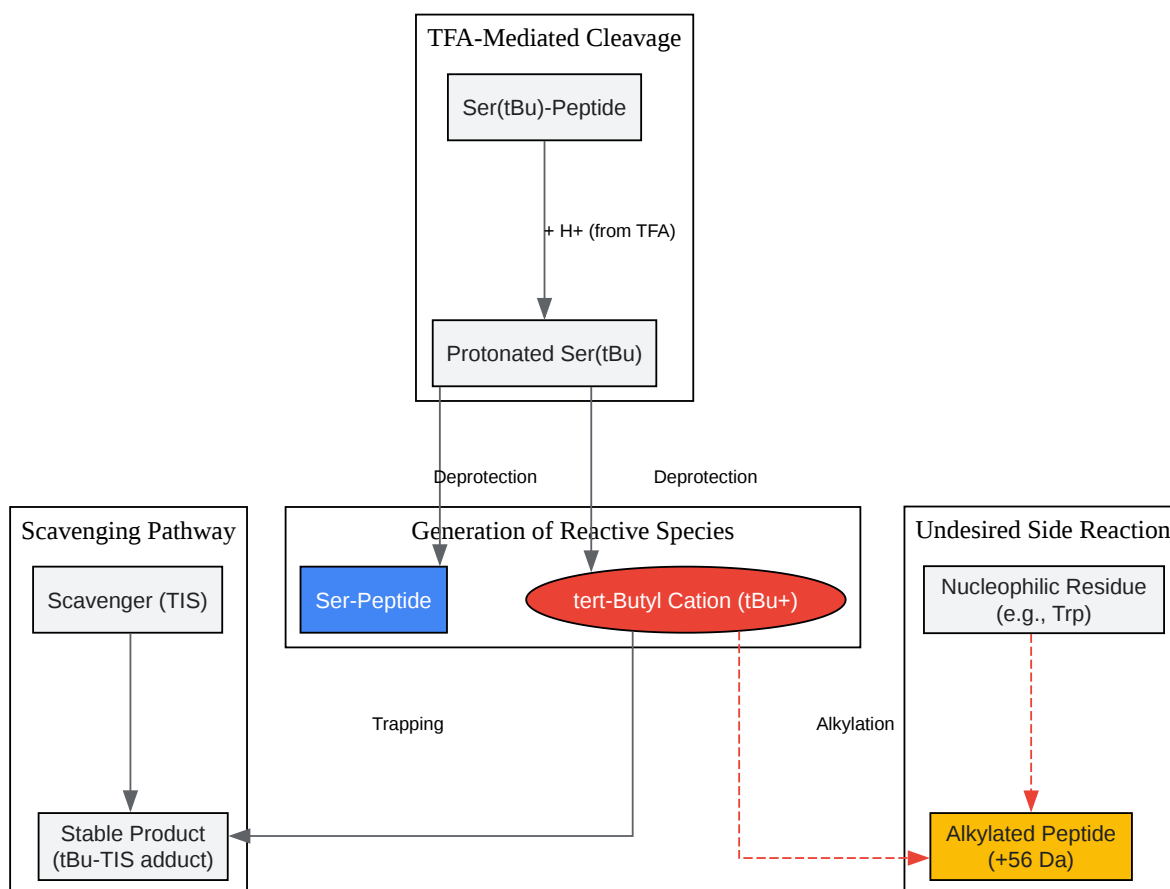 TFA-Mediated Cleavage
Ser(tBu)-Peptide
+ H+ (from TFA)
Protonated Ser(tBu)
Deprotection
Deprotection
Scavenging Pathway
Generation of Reactive Species
Undesired Side Reaction
Scavenger (TIS)
Ser-Peptide
tert-Butyl Cation (tBu+)
Nucleophilic Residue
(e.g., Trp)
Trapping
Alkylation
Stable Product
(tBu-TIS adduct)
Alkylated Peptide
(+56 Da)